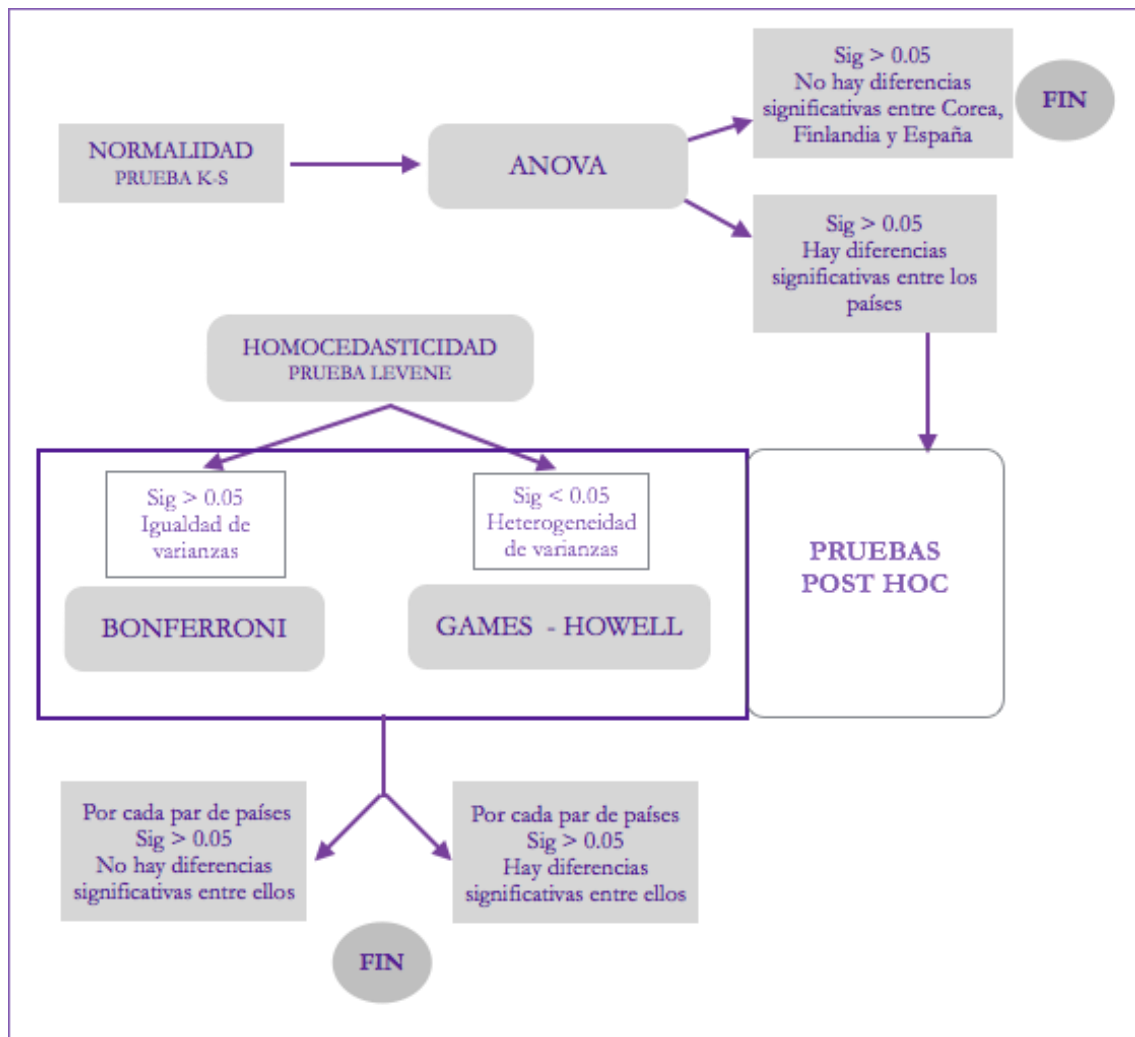 NORMALIDAD
PRUEBA K-S
ANOVA
Sig > 0.05
No hay diferencias
significativas entre Corea,
Finlandia y España
FIN
Sig > 0.05
Hay diferencias
significativas entre los
países
HOMOCEDASTICIDAD
PRUEBA LEVENE
Sig > 0.05
Igualdad de
varianzas
BONFERRONI
Sig < 0.05
Heterogeneidad
de varianzas
GAMES - HOWELL
PRUEBAS
POST HOC
Por cada par de países
Sig > 0.05
No hay diferencias
significativas entre ellos
Por cada par de países
Sig > 0.05
Hay diferencias
significativas entre ellos
FIN